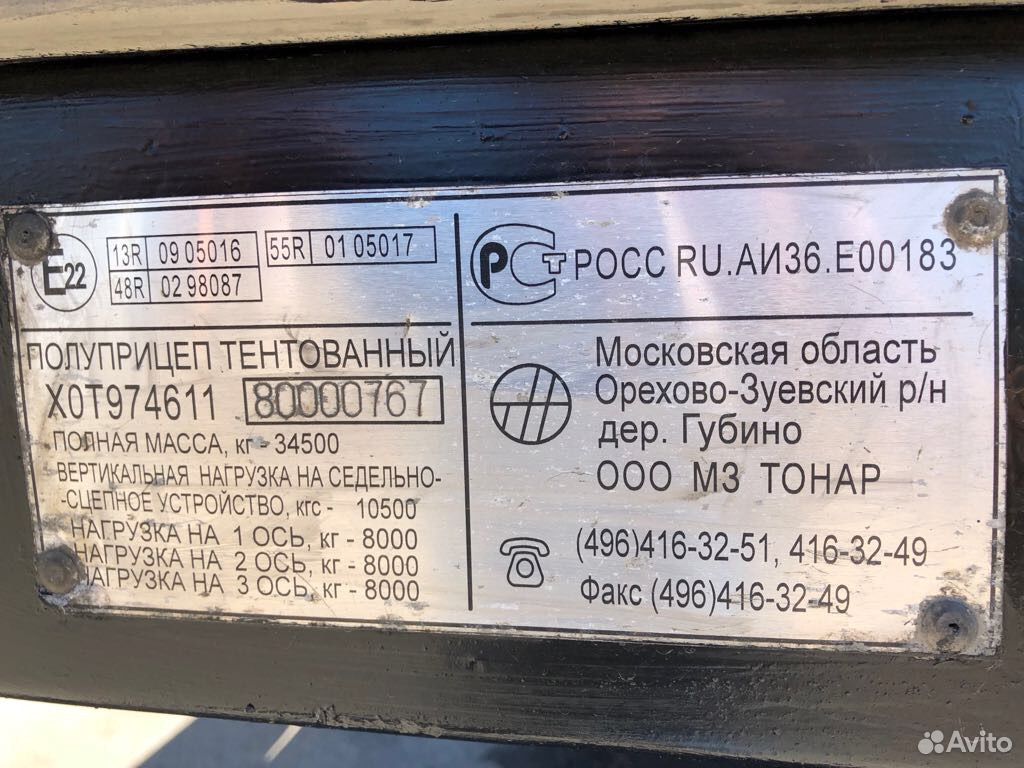 E22
13R 09 05016 55R 01 05017
48R 02 98087
ПОЛУПРИЦЕП ТЕНТОВАННЫЙ
X0T974611 80000767
ПОЛНАЯ МАССА, кг - 34500
ВЕРТИКАЛЬНАЯ НАГРУЗКА НА СЕДЕЛЬНО-
-СЦЕПНОЕ УСТРОЙСТВО, кгс - 10500
НАГРУЗКА НА 1 ОСЬ, кг - 8000
НАГРУЗКА НА 2 ОСЬ, кг - 8000
НАГРУЗКА НА 3 ОСЬ, кг - 8000
РСТ РОСС RU.АИ36.Е00183
Московская область
Орехово-Зуевский р/н
дер. Губино
ООО МЗ ТОНАР
(496)416-32-51, 416-32-49
Факс (496)416-32-49
Avito